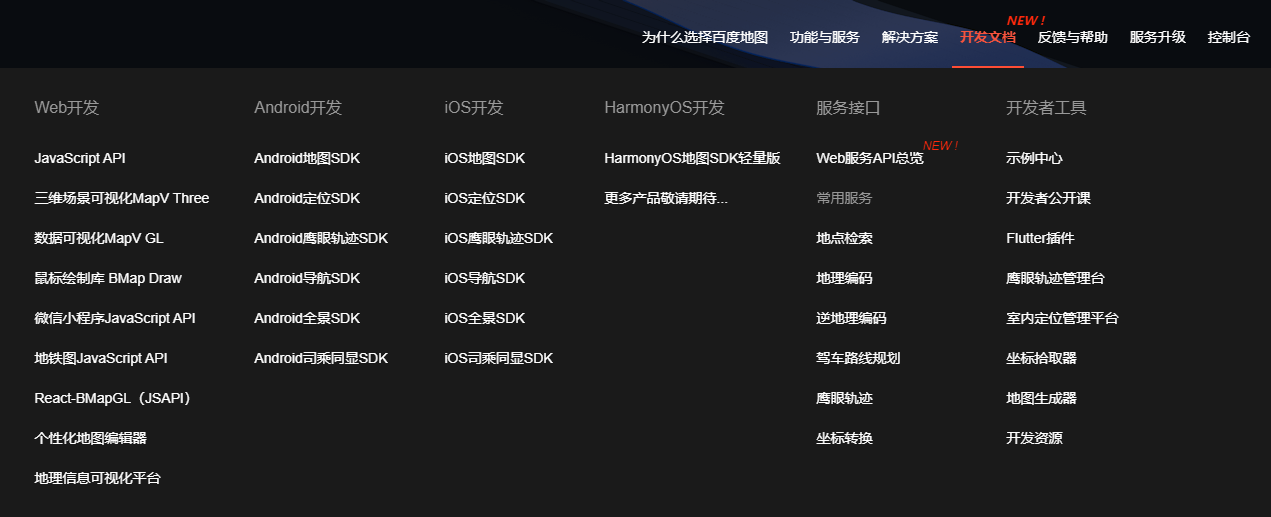 NEW !
为什么选择百度地图 功能与服务 解决方案 开发文档 反馈与帮助 服务升级 控制台
Web开发
JavaScript API
三维场景可视化MapV Three
数据可视化MapV GL
鼠标绘制库 BMap Draw
微信小程序JavaScript API
地铁图JavaScript API
React-BMapGL（JSAPI）
个性化地图编辑器
地理信息可视化平台
Android开发
Android地图SDK
Android定位SDK
Android鹰眼轨迹SDK
Android导航SDK
Android全景SDK
Android司乘同显SDK
iOS开发
iOS地图SDK
iOS定位SDK
iOS鹰眼轨迹SDK
iOS导航SDK
iOS全景SDK
iOS司乘同显SDK
HarmonyOS开发
HarmonyOS地图SDK轻量版
更多产品敬请期待...
服务接口
NEW !
Web服务API总览
常用服务
地点检索
地理编码
逆地理编码
驾车路线规划
鹰眼轨迹
坐标转换
开发者工具
示例中心
开发者公开课
Flutter插件
鹰眼轨迹管理台
室内定位管理平台
坐标拾取器
地图生成器
开发资源